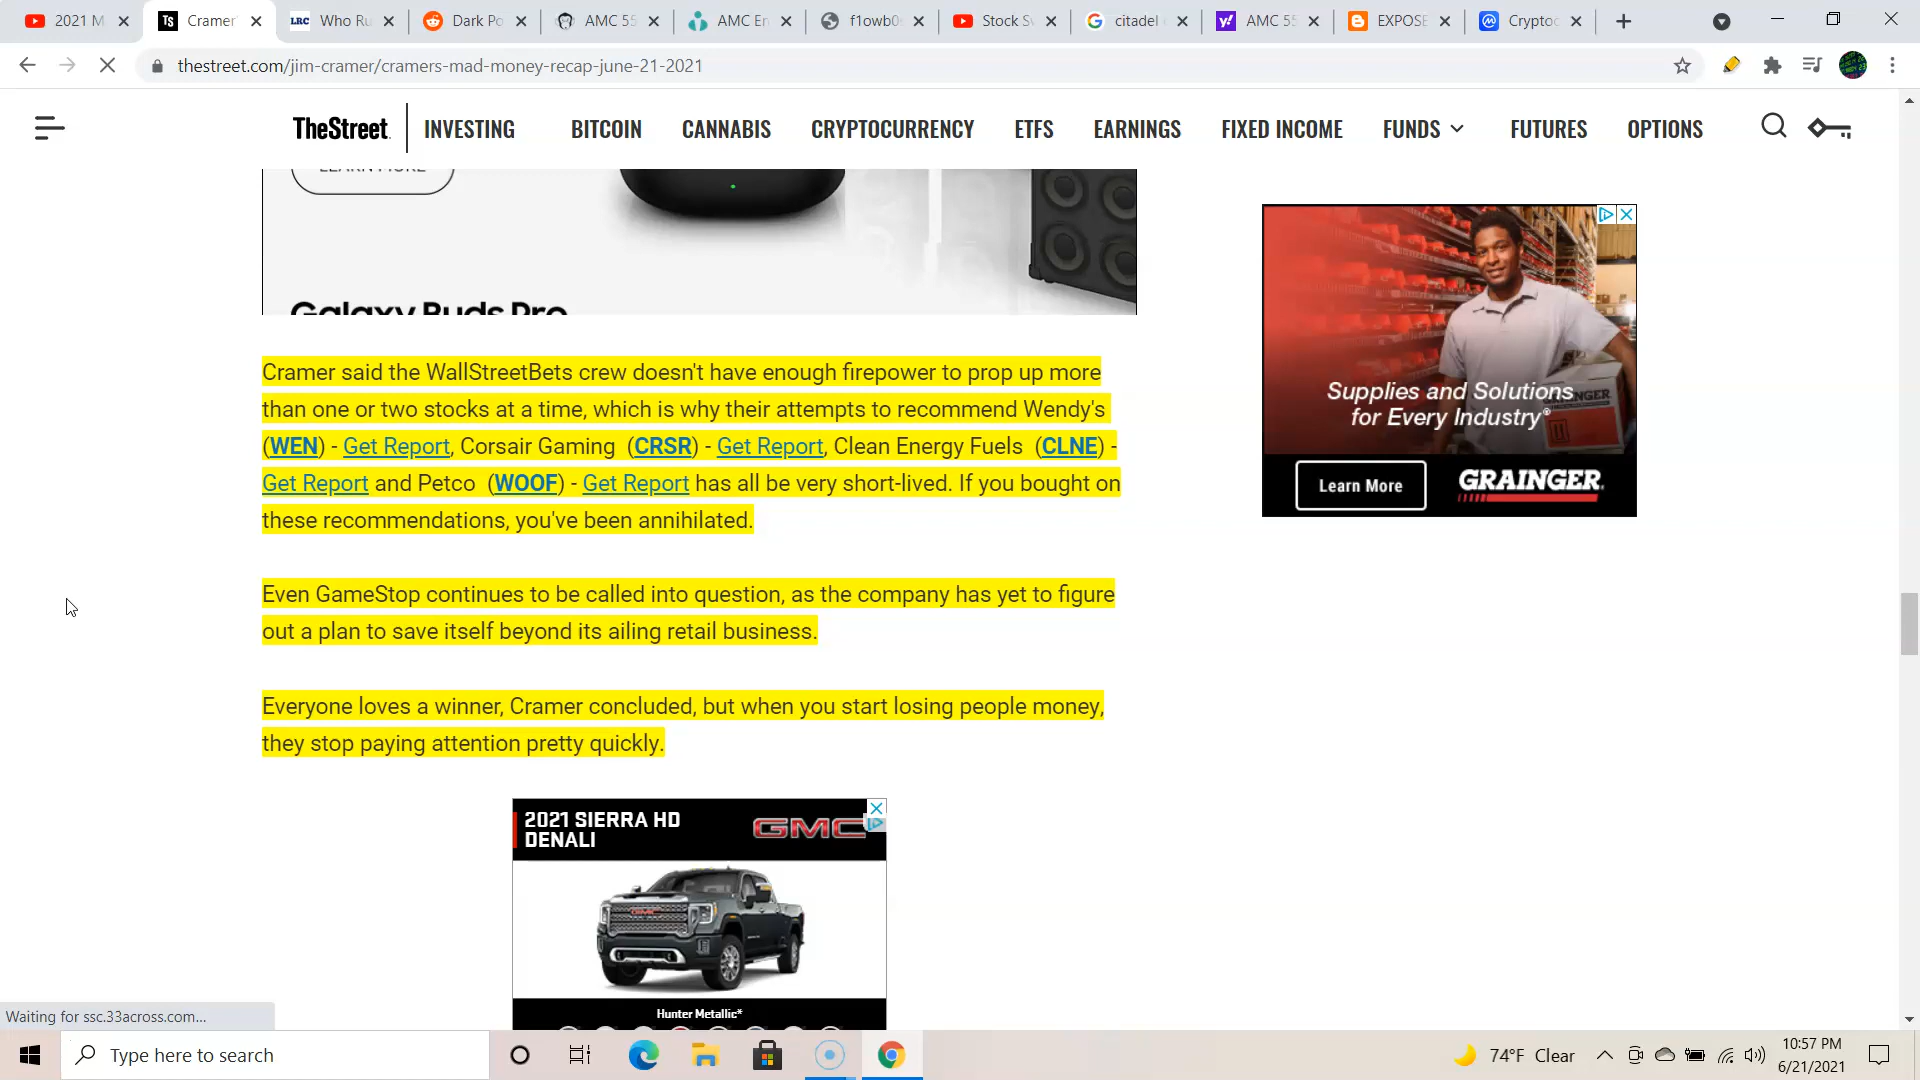 2021 M
Cramer'
LRC Who Ru
Dark Po
AMC 55
AMC En
f1owb0
Stock Sv
citadel
AMC 55
EXPOSE
Cryptoc
thestreet.com/jim-cramer/cramers-mad-money-recap-june-21-2021
TheStreet INVESTING BITCOIN CANNABIS CRYPTOCURRENCY ETFS EARNINGS FIXED INCOME FUNDS FUTURES OPTIONS
LEARN MORE
Galaxy Buds Pro
Cramer said the WallStreetBets crew doesn't have enough firepower to prop up more
than one or two stocks at a time, which is why their attempts to recommend Wendy's
(WEN) - Get Report, Corsair Gaming (CRSR) - Get Report, Clean Energy Fuels (CLNE) -
Get Report and Petco (WOOF) - Get Report has all be very short-lived. If you bought on
these recommendations, you've been annihilated.
Even GameStop continues to be called into question, as the company has yet to figure
out a plan to save itself beyond its ailing retail business.
Everyone loves a winner, Cramer concluded, but when you start losing people money,
they stop paying attention pretty quickly.
Supplies and Solutions
for Every Industry®
Learn More
GRAINGER
2021 SIERRA HD
DENALI
GMC
Hunter Metallic*
Waiting for ssc.33across.com...
Type here to search
74°F Clear
10:57 PM
6/21/2021